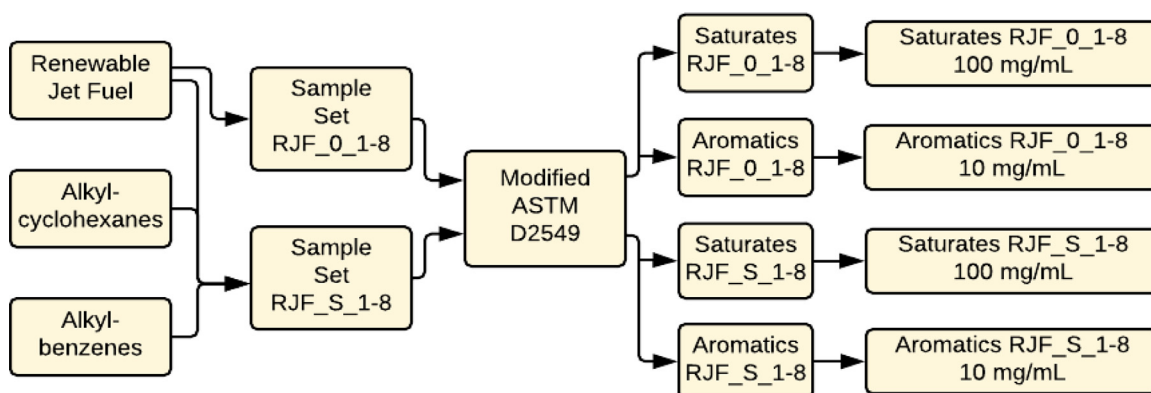 Renewable
Jet Fuel
Alkyl-
cyclohexanes
Alkyl-
benzenes
Sample
Set
RJF_0_1-8
Sample
Set
RJF_S_1-8
Modified
ASTM
D2549
Saturates
RJF_0_1-8
Aromatics
RJF_0_1-8
Saturates
RJF_S_1-8
Aromatics
RJF_S_1-8
Saturates RJF_0_1-8
100 mg/mL
Aromatics RJF_0_1-8
10 mg/mL
Saturates RJF_S_1-8
100 mg/mL
Aromatics RJF_S_1-8
10 mg/mL